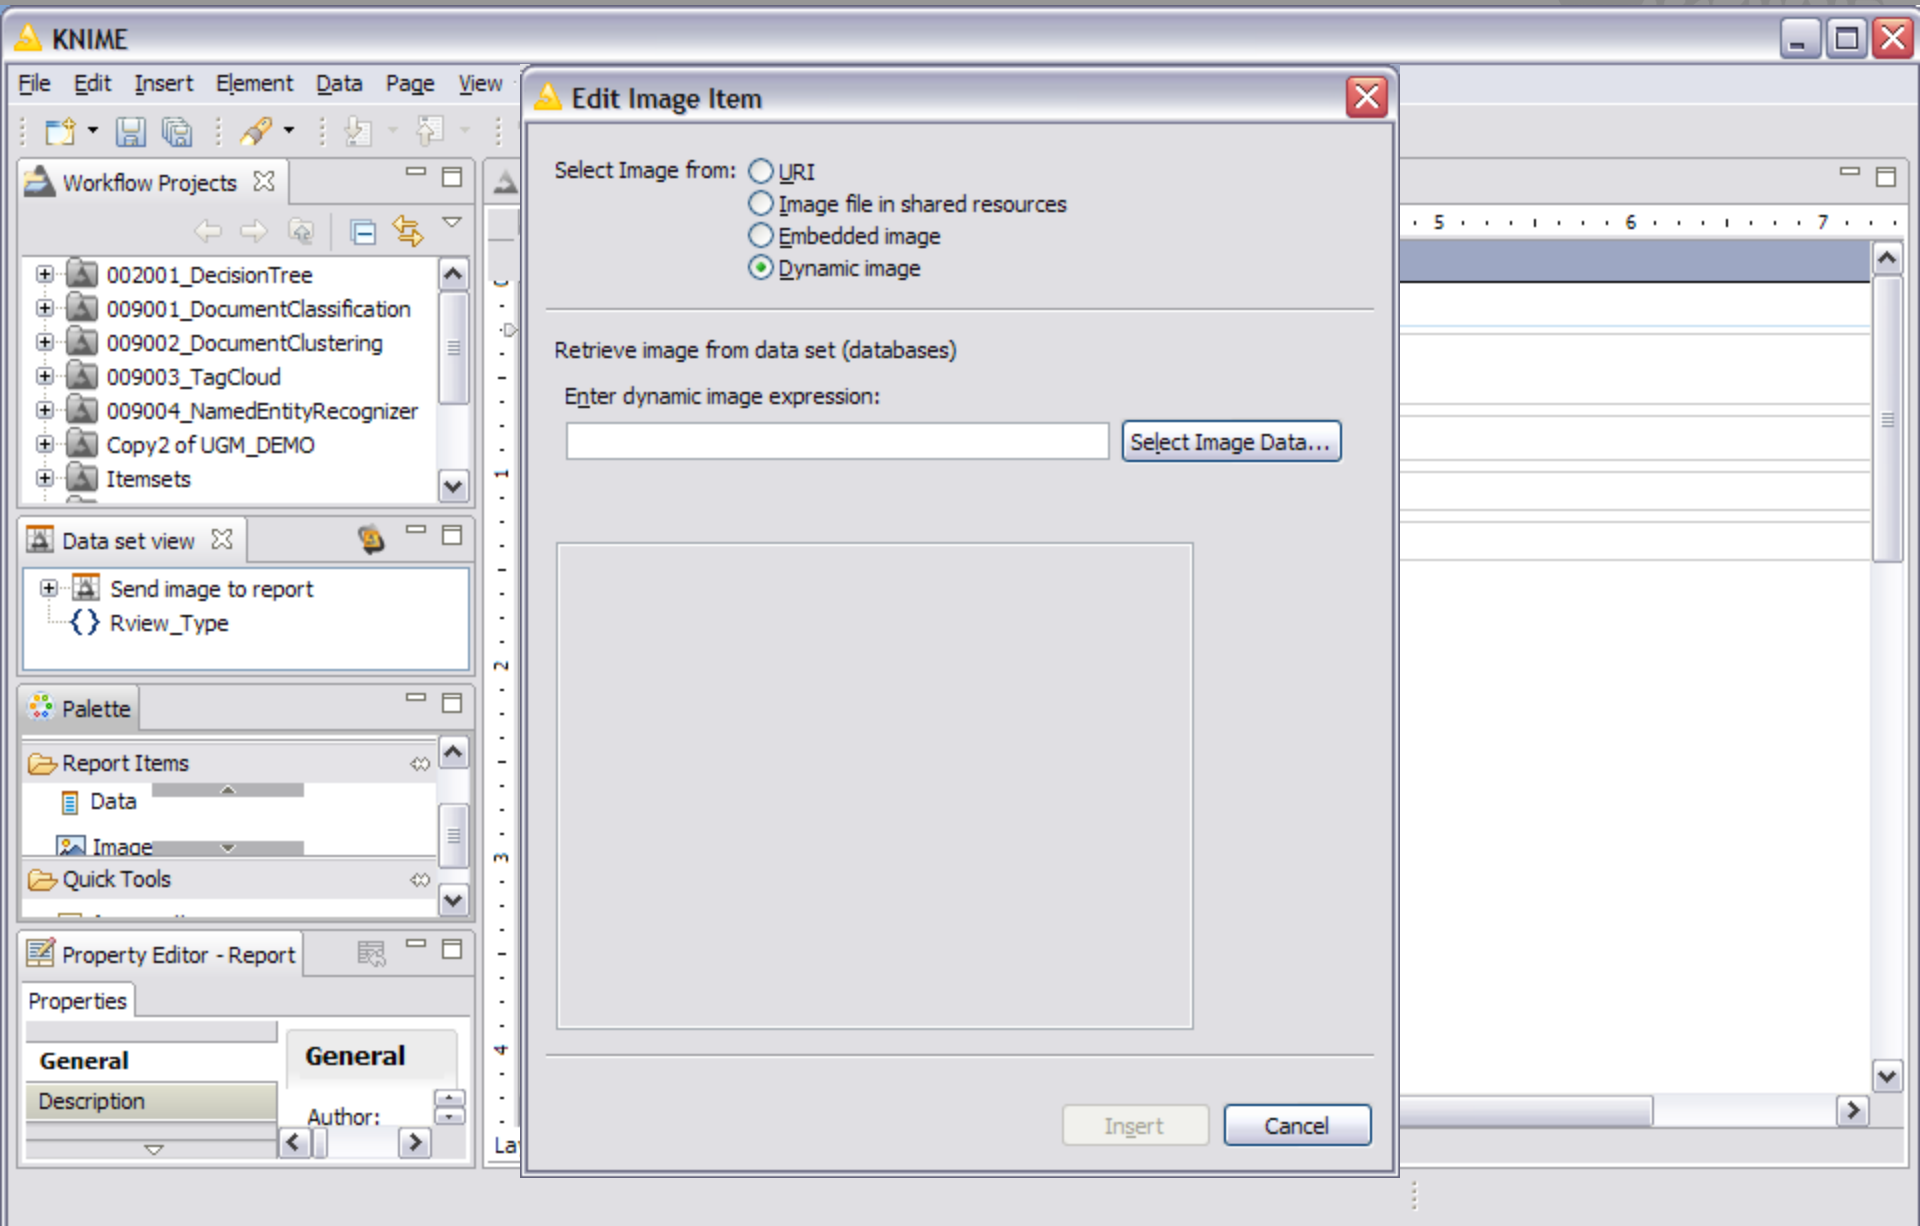 KNIME
File Edit Insert Element Data Page View
Edit Image Item
Workflow Projects
002001_DecisionTree
009001_DocumentClassification
009002_DocumentClustering
009003_TagCloud
009004_NamedEntityRecognizer
Copy2 of UGM_DEMO
Itemsets
Data set view
Send image to report
Rview_Type
Palette
Report Items
Data
Image
Quick Tools
Property Editor - Report
Properties
General
Description
General
Author:
Select Image from:
URI
Image file in shared resources
Embedded image
Dynamic image
Retrieve image from data set (databases)
Enter dynamic image expression:
Select Image Data...
Insert Cancel
5 6 7
1
2
3
4